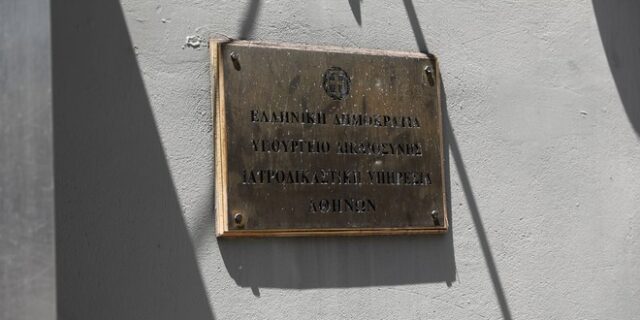 ΕΛΛΗΝΙΚΗ ΔΗΜΟΚΡΑΤΙΑ
ΥΠΟΥΡΓΕΙΟ ΔΙΚΑΙΟΣΥΝΗΣ
ΙΑΤΡΟΔΙΚΑΣΤΙΚΗ ΥΠΗΡΕΣΙΑ
ΑΘΗΝΩΝ